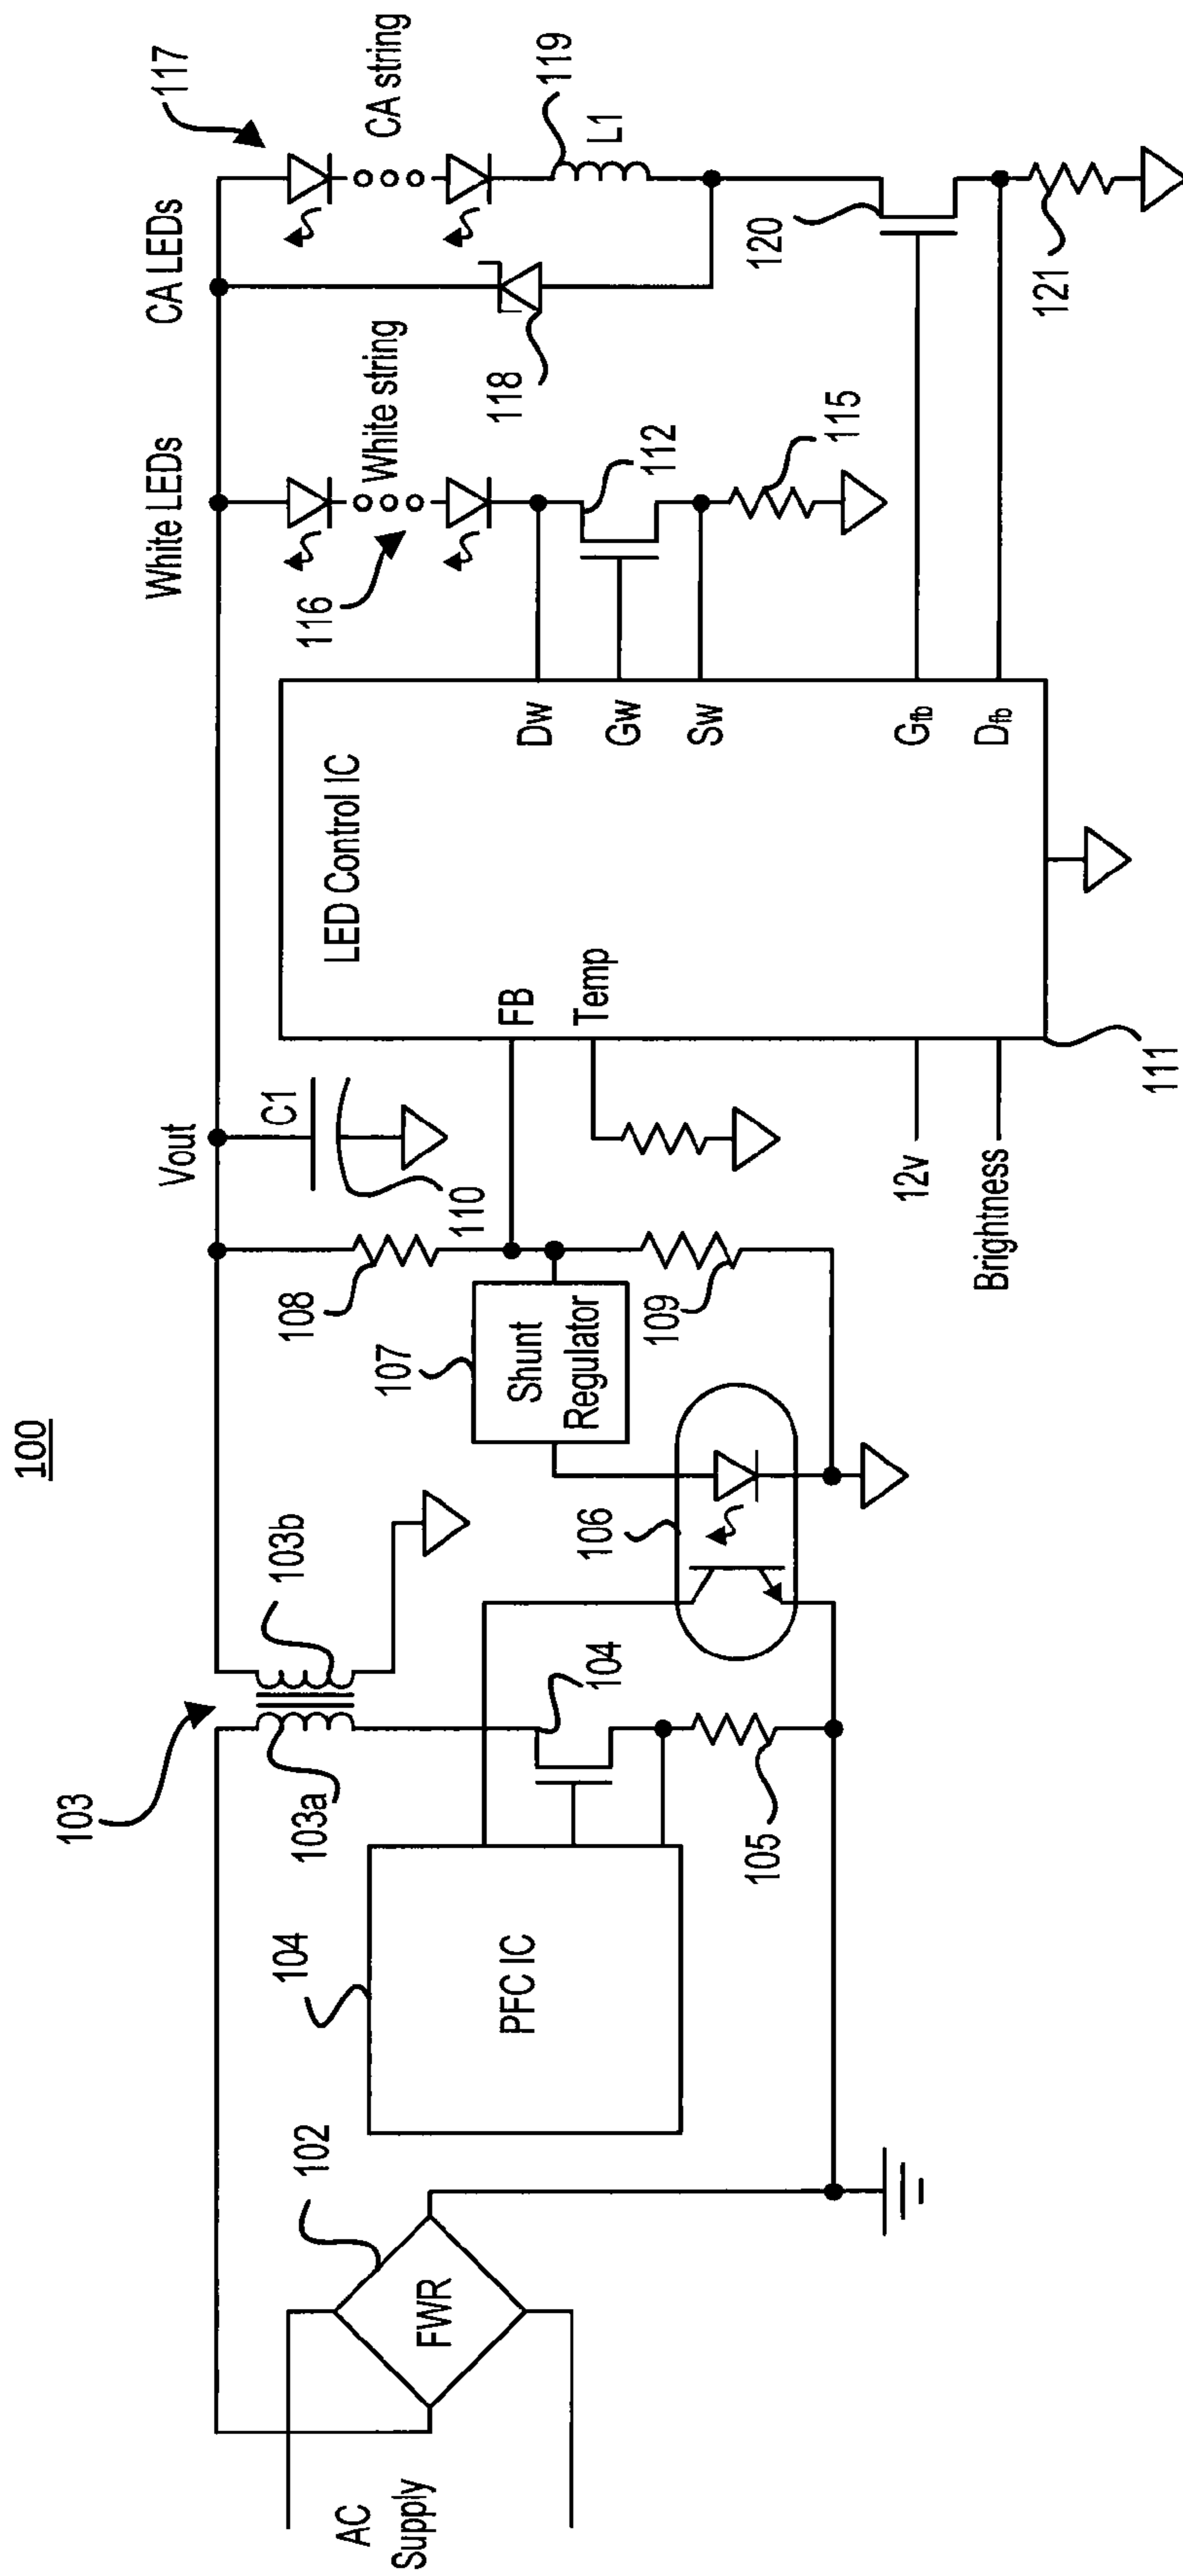 100
AC
Supply
FWR
102
104
PFC IC
103
103a
103b
104
105
106
107
Shunt
Regulator
108
109
Vout
C1
110
FB
Temp
12v
Brightness
LED Control IC
111
Dw
Gw
Sw
Gfb
Dfb
White LEDs
White string
116
112
115
CA LEDs
CA string
117
118
119
L1
120
121